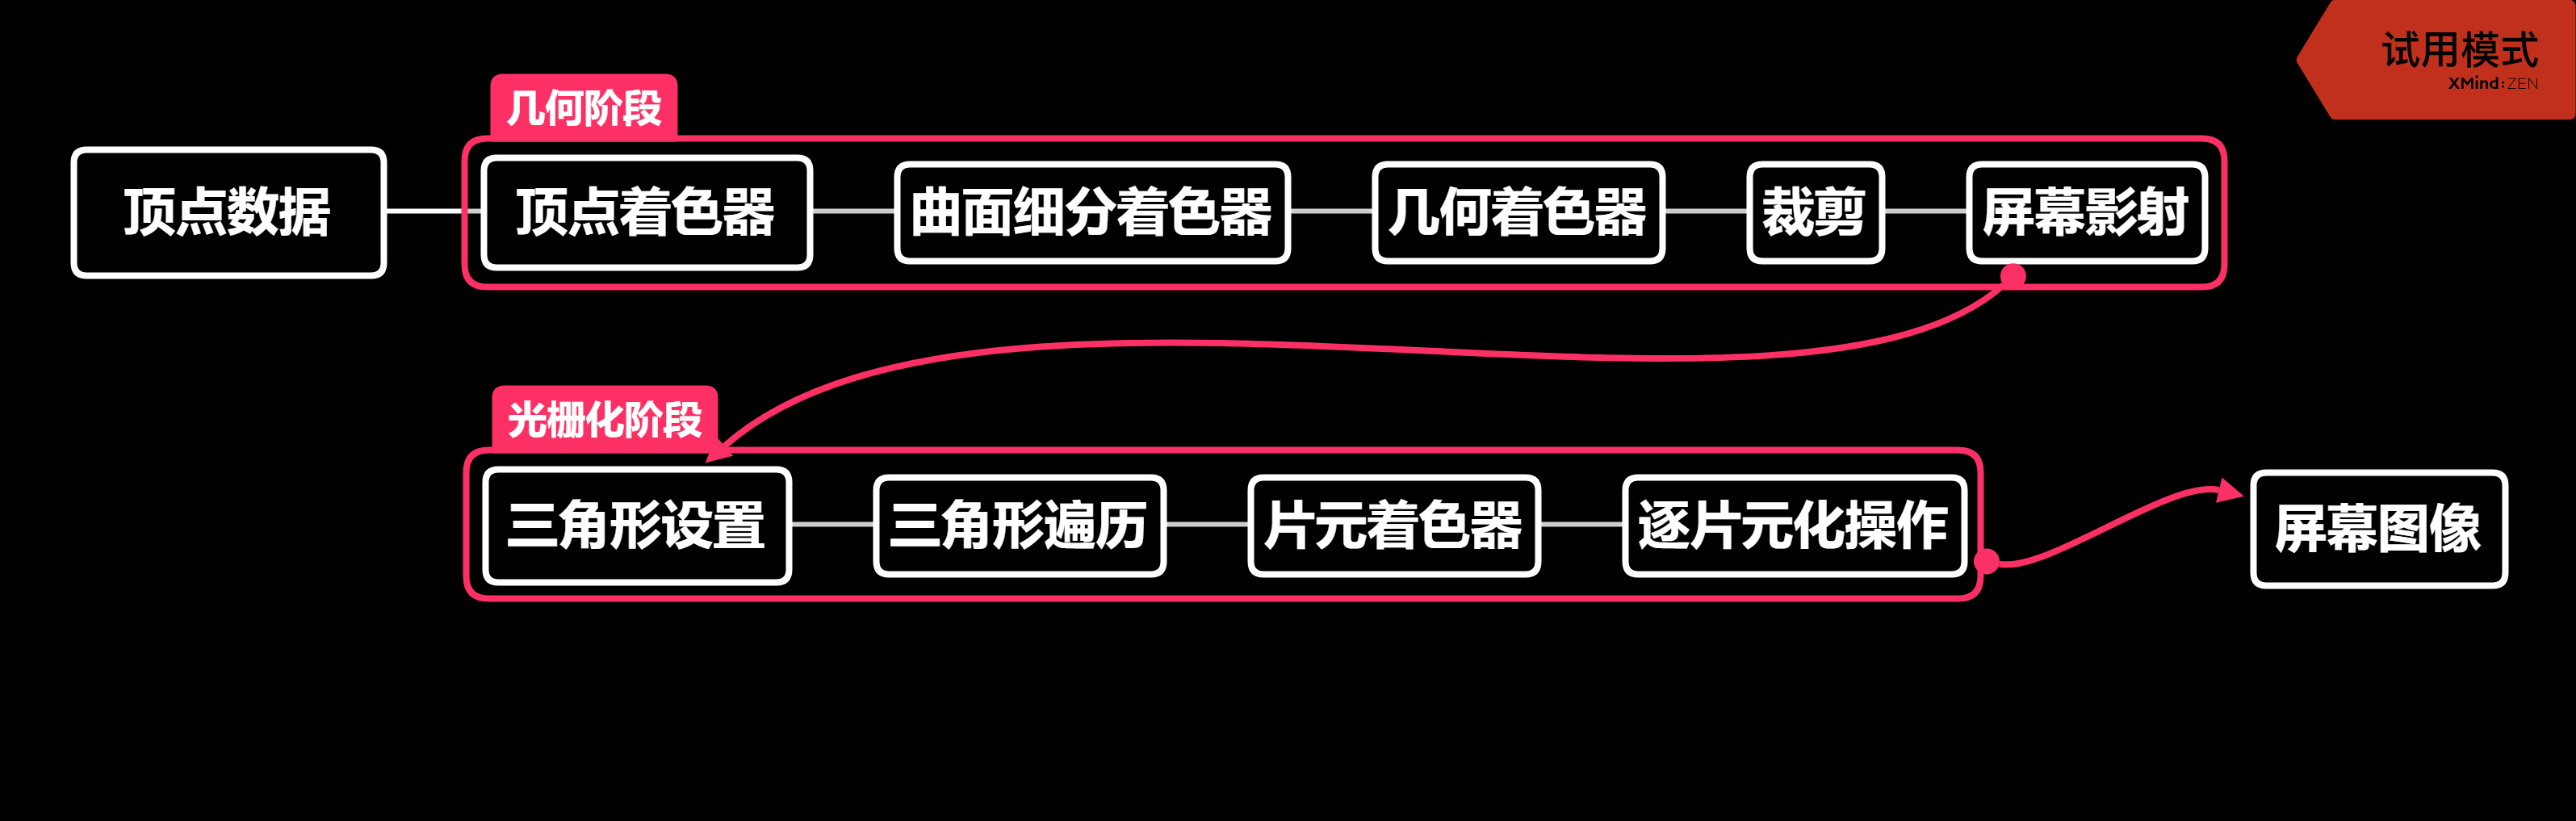 试用模式
XMind:ZEN
几何阶段
顶点数据
顶点着色器
曲面细分着色器
几何着色器
裁剪
屏幕影射
光栅化阶段
三角形设置
三角形遍历
片元着色器
逐片元化操作
屏幕图像